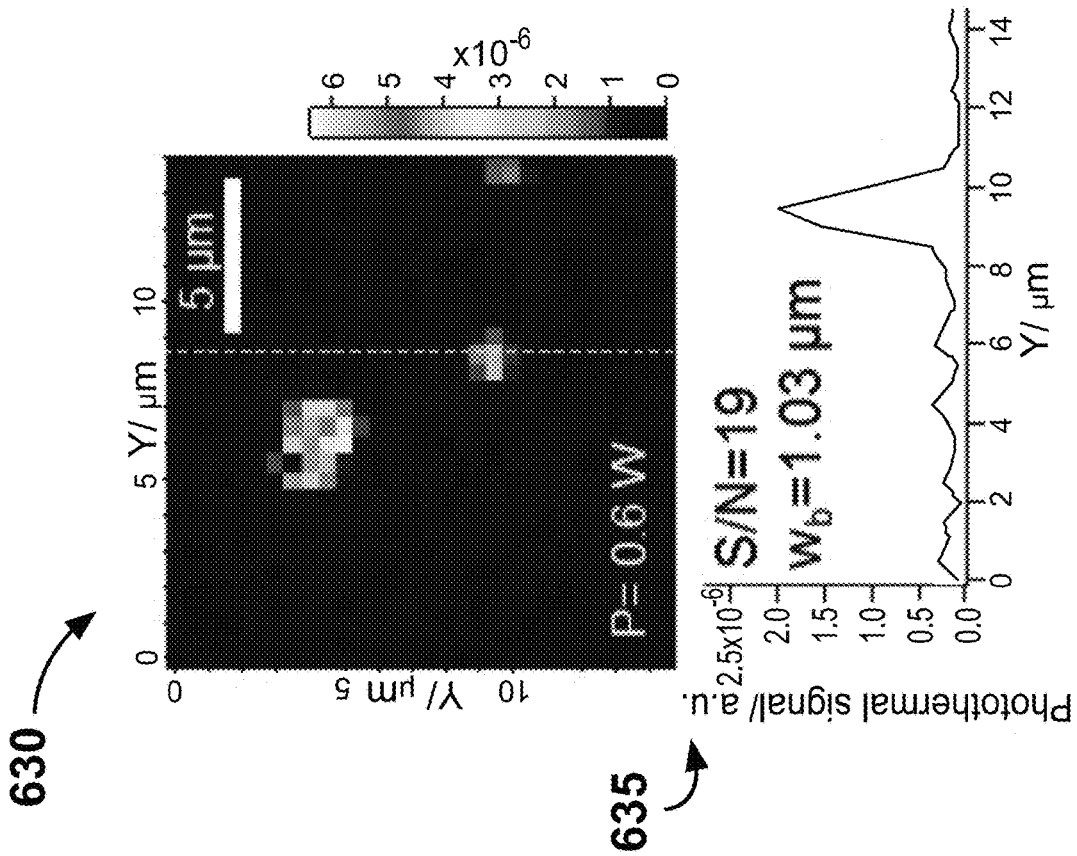 630
Y/ μm
0
5
10
Y/ μm
0
5
10
5 μm
P= 0.6 W
x10-6
6
5
4
3
2
1
0
635
Photothermal signal/ a.u.
2.5x10-6
2.0
1.5
1.0
0.5
0.0
S/N=19
wb=1.03 μm
0
2
4
6
8
10
12
14
Y/ μm